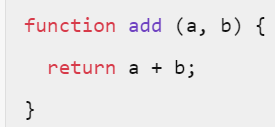 function add (a, b) {
  return a + b;
}